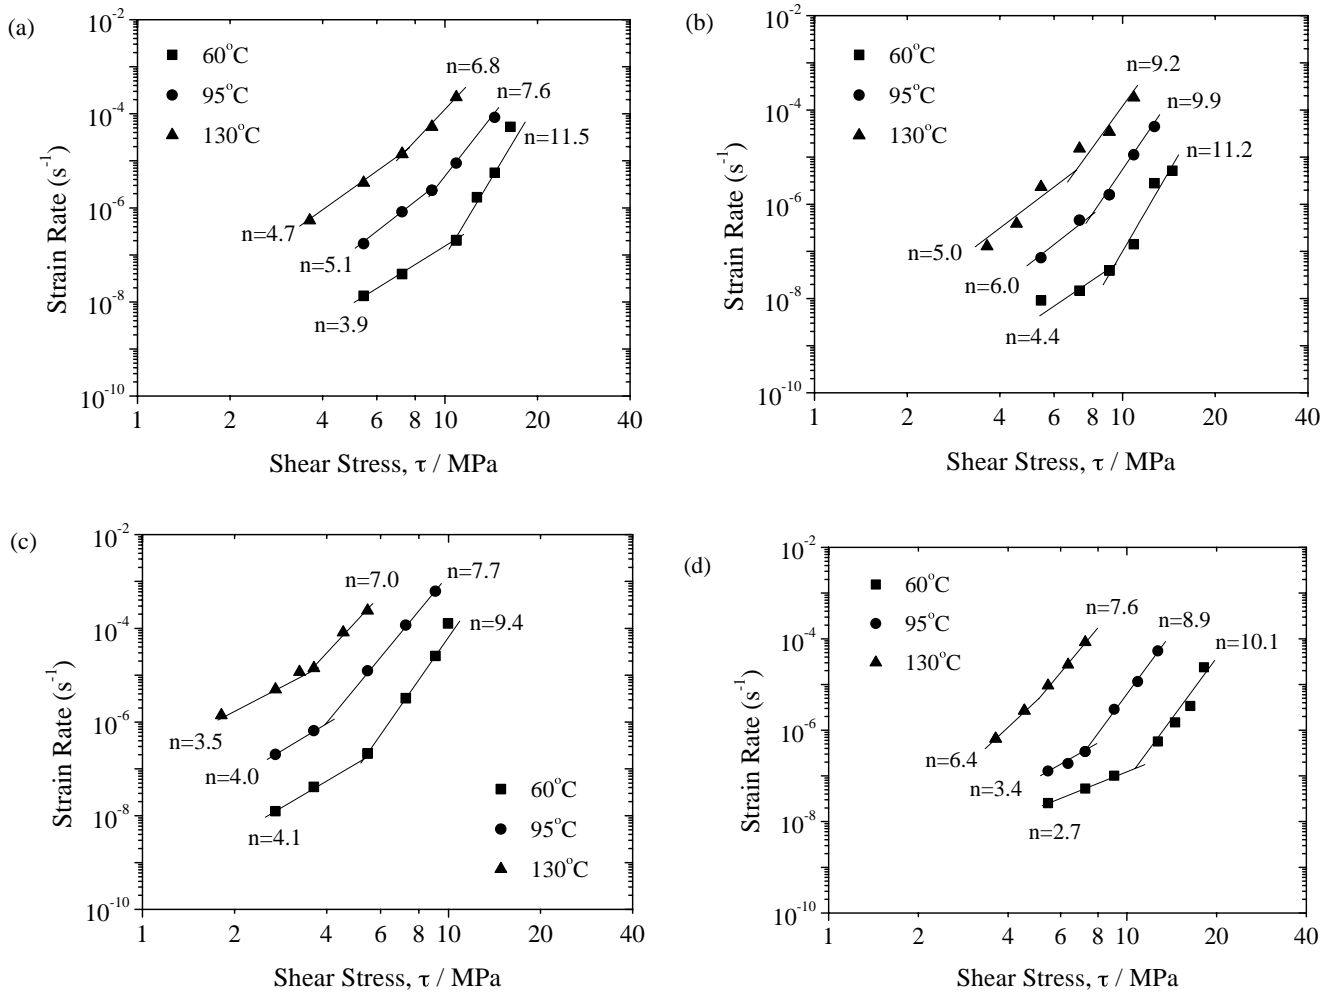 (a)
10⁻²
10⁻⁴
10⁻⁶
10⁻⁸
10⁻¹⁰
Strain Rate (s⁻¹)
60°C
95°C
130°C
n=6.8
n=7.6
n=11.5
n=4.7
n=5.1
n=3.9
1 2 4 6 8 10 20 40
Shear Stress, τ / MPa
(b)
10⁻²
10⁻⁴
10⁻⁶
10⁻⁸
10⁻¹⁰
Strain Rate (s⁻¹)
60°C
95°C
130°C
n=9.2
n=9.9
n=11.2
n=5.0
n=6.0
n=4.4
1 2 4 6 8 10 20 40
Shear Stress, τ / MPa
(c)
10⁻²
10⁻⁴
10⁻⁶
10⁻⁸
10⁻¹⁰
Strain Rate (s⁻¹)
n=7.0
n=7.7
n=9.4
n=3.5
n=4.0
n=4.1
60°C
95°C
130°C
1 2 4 6 8 10 20 40
Shear Stress, τ / MPa
(d)
10⁻²
10⁻⁴
10⁻⁶
10⁻⁸
10⁻¹⁰
Strain Rate (s⁻¹)
60°C
95°C
130°C
n=7.6
n=8.9
n=10.1
n=6.4
n=3.4
n=2.7
1 2 4 6 8 10 20 40
Shear Stress, τ / MPa